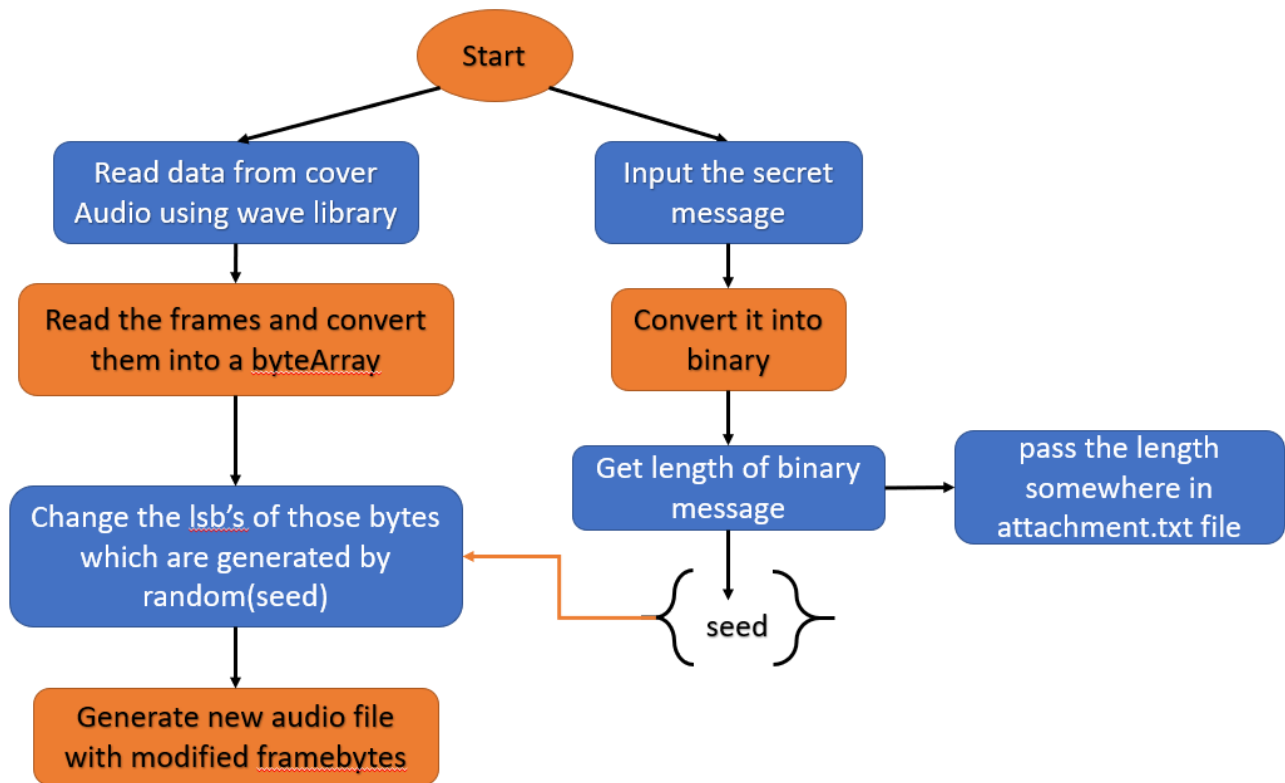 Start
Read data from cover
Audio using wave library
Input the secret
message
Read the frames and convert
them into a byteArray
Convert it into
binary
Get length of binary
message
pass the length
somewhere in
attachment.txt file
Change the lsb's of those bytes
which are generated by
random(seed)
seed
Generate new audio file
with modified framebytes